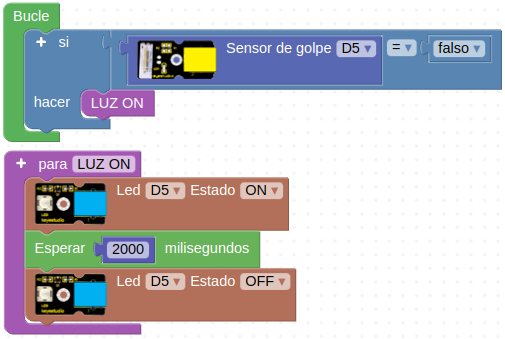 Bucle
+ si Sensor de golpe D5 = falso
hacer LUZ ON
+ para LUZ ON
Led D5 Estado ON
Esperar 2000 milisegundos
Led D5 Estado OFF